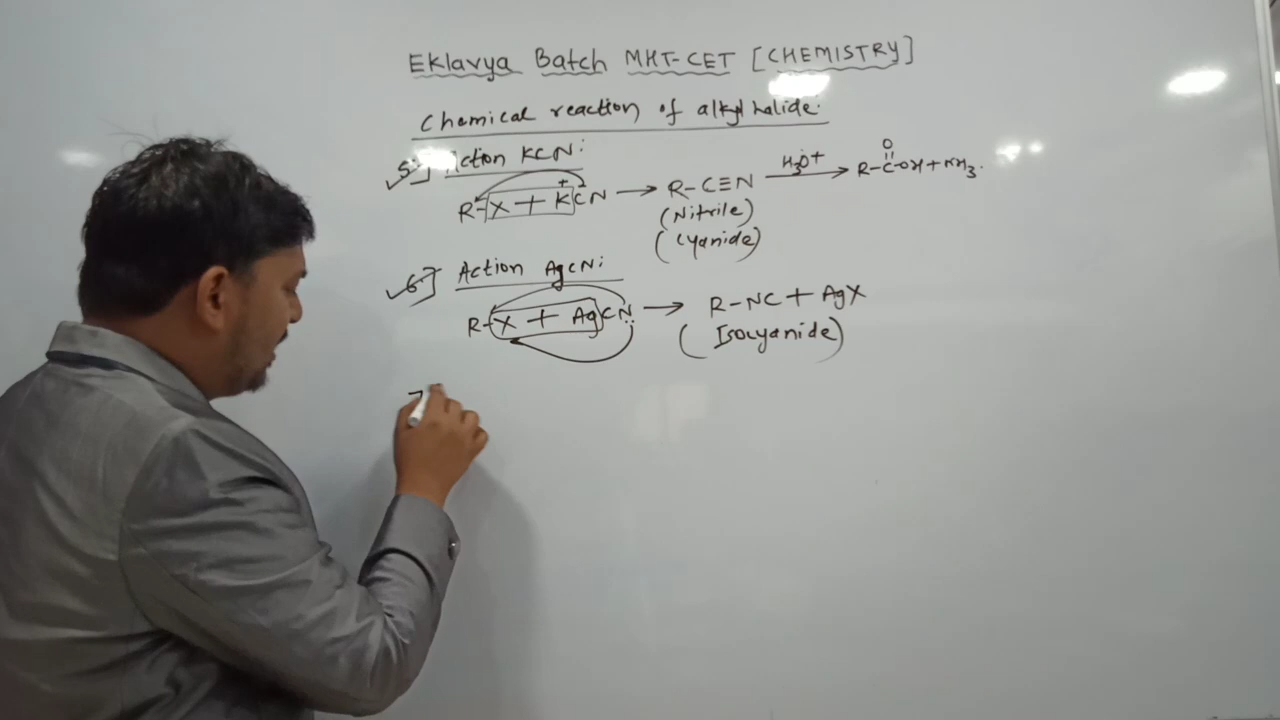 Eklavya Batch MHT-CET [CHEMISTRY]
Chemical reaction of alkyl halide.
5] Action KCN:
R-X + K⁺C⁻N → R-C≡N —H₃O⁺→ R-C(=O)-OH + NH₃.
(Nitrile)
(Cyanide)
6] Action AgCN:
R-X + AgCN: → R-NC + AgX
(Isocyanide)
7